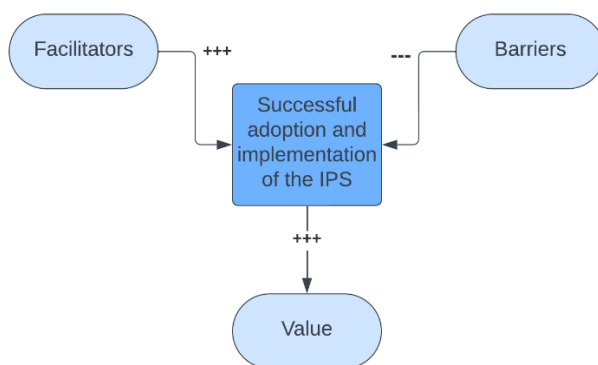 Facilitators
+++
---
Barriers
Successful
adoption and
implementation
of the IPS
+++
Value